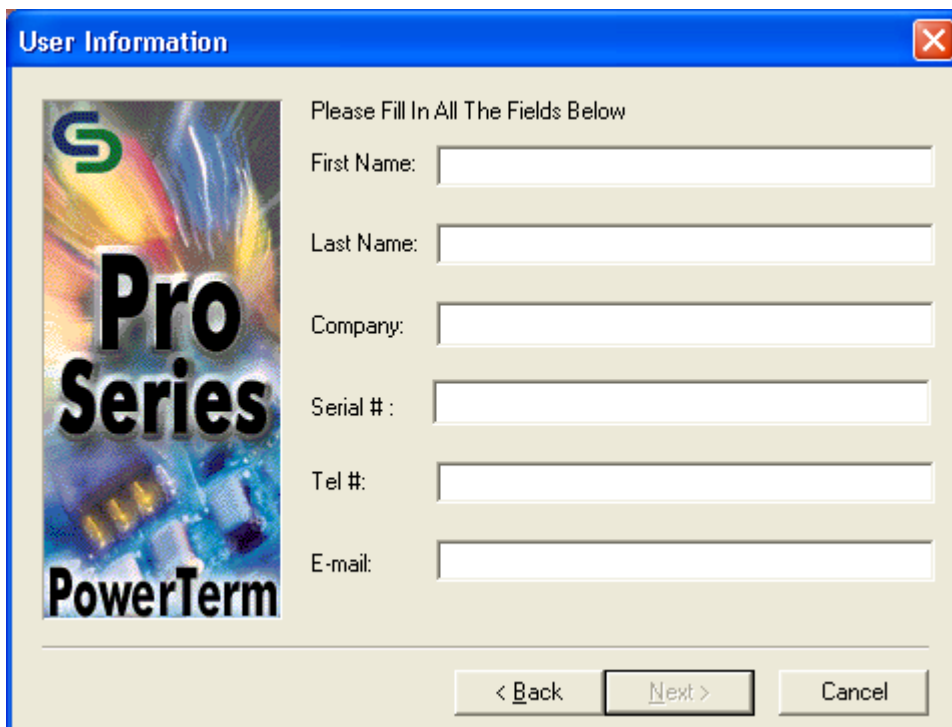 User Information
Please Fill In All The Fields Below
First Name:
Last Name:
Company:
Serial # :
Tel #:
E-mail:
Pro
Series
PowerTerm
< Back
Next >
Cancel